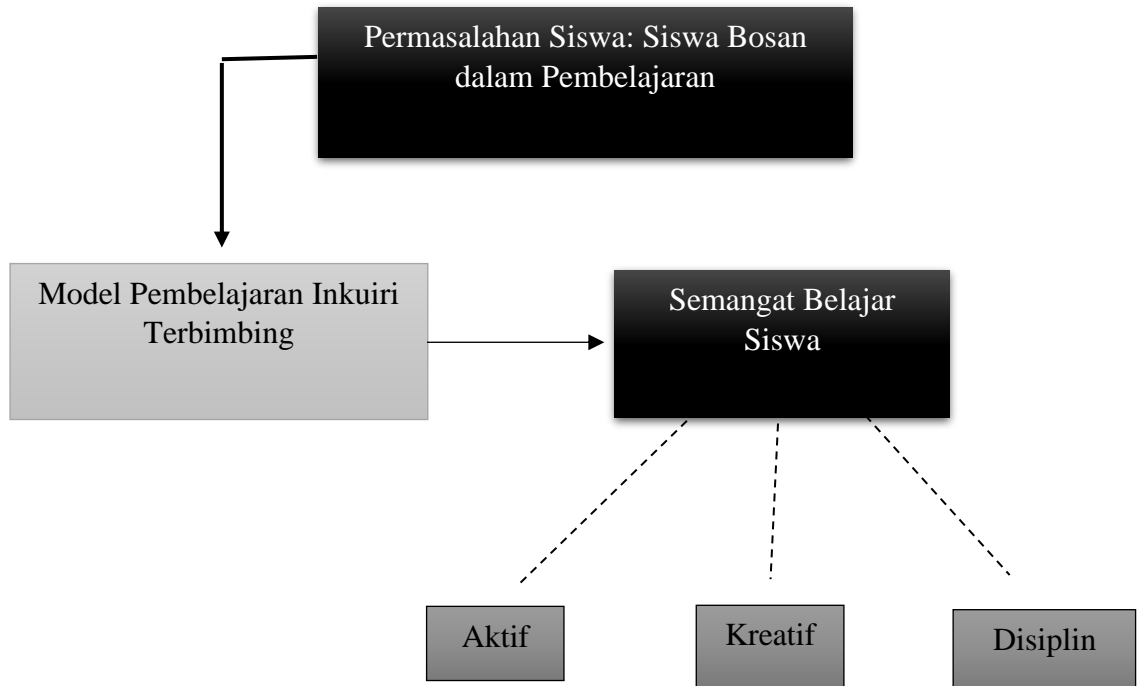 Permasalahan Siswa: Siswa Bosan
dalam Pembelajaran
Model Pembelajaran Inkuiri
Terbimbing
Semangat Belajar
Siswa
Aktif
Kreatif
Disiplin